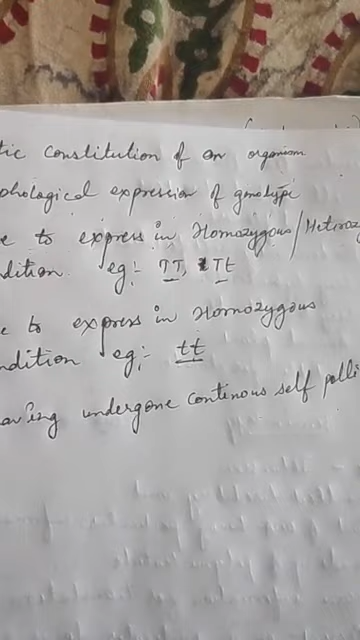 tic constitution of an organism
phological expression of genotype
e to express in Homozygous/Heteroz
ndition. eg:- TT, Tt
e to express in Homozygous
ndition eg:- tt
aving undergone continous self polli